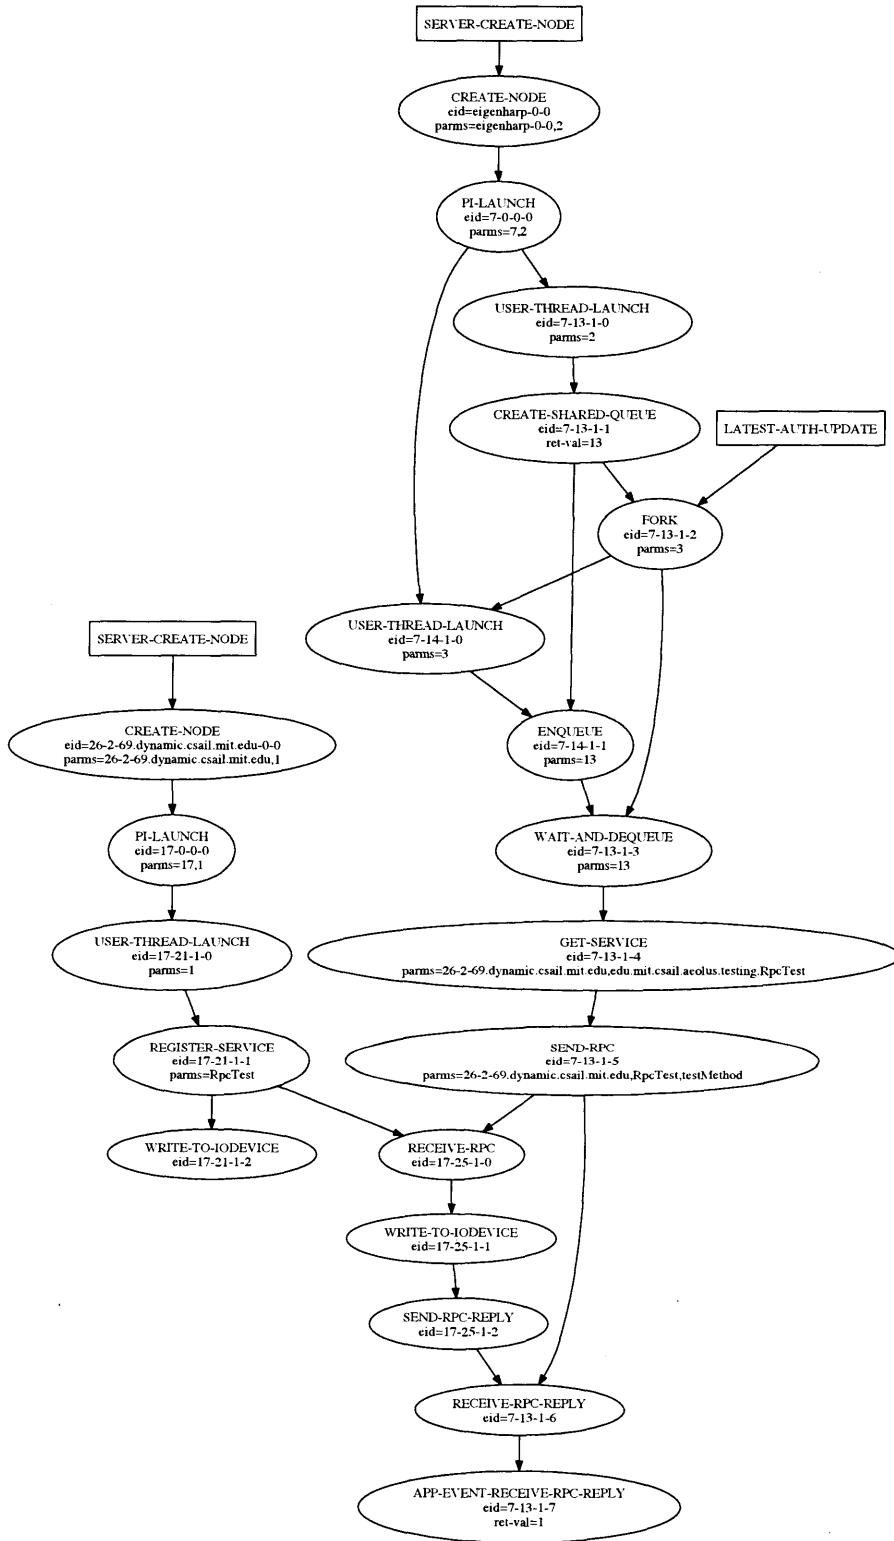 SERVER-CREATE-NODE
CREATE-NODE
eid=eigenharp-0-0
parms=eigenharp-0-0,2
PI-LAUNCH
eid=7-0-0-0
parms=7,2
USER-THREAD-LAUNCH
eid=7-13-1-0
parms=2
CREATE-SHARED-QUEUE
eid=7-13-1-1
ret-val=13
LATEST-AUTH-UPDATE
FORK
eid=7-13-1-2
parms=3
USER-THREAD-LAUNCH
eid=7-14-1-0
parms=3
SERVER-CREATE-NODE
CREATE-NODE
eid=26-2-69.dynamic.csail.mit.edu-0-0
parms=26-2-69.dynamic.csail.mit.edu,1
ENQUEUE
eid=7-14-1-1
parms=13
PI-LAUNCH
eid=17-0-0-0
parms=17,1
WAIT-AND-DEQUEUE
eid=7-13-1-3
parms=13
USER-THREAD-LAUNCH
eid=17-21-1-0
parms=1
GET-SERVICE
eid=7-13-1-4
parms=26-2-69.dynamic.csail.mit.edu,edu.mit.csail.aeolus.testing.RpcTest
REGISTER-SERVICE
eid=17-21-1-1
parms=RpcTest
SEND-RPC
eid=7-13-1-5
parms=26-2-69.dynamic.csail.mit.edu,RpcTest,testMethod
WRITE-TO-IODEVICE
eid=17-21-1-2
RECEIVE-RPC
eid=17-25-1-0
WRITE-TO-IODEVICE
eid=17-25-1-1
SEND-RPC-REPLY
eid=17-25-1-2
RECEIVE-RPC-REPLY
eid=7-13-1-6
APP-EVENT-RECEIVE-RPC-REPLY
eid=7-13-1-7
ret-val=1